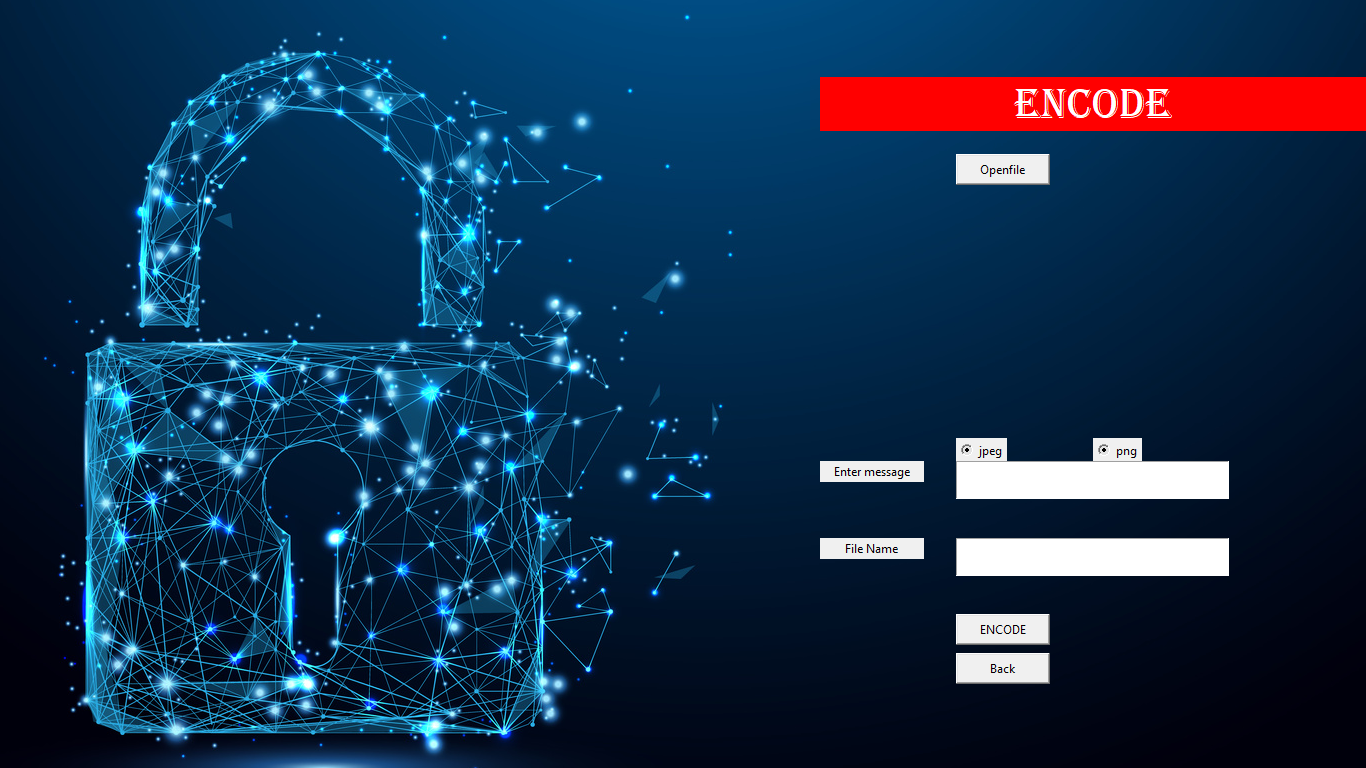 ENCODE
Openfile
jpeg png
Enter message
File Name
ENCODE
Back